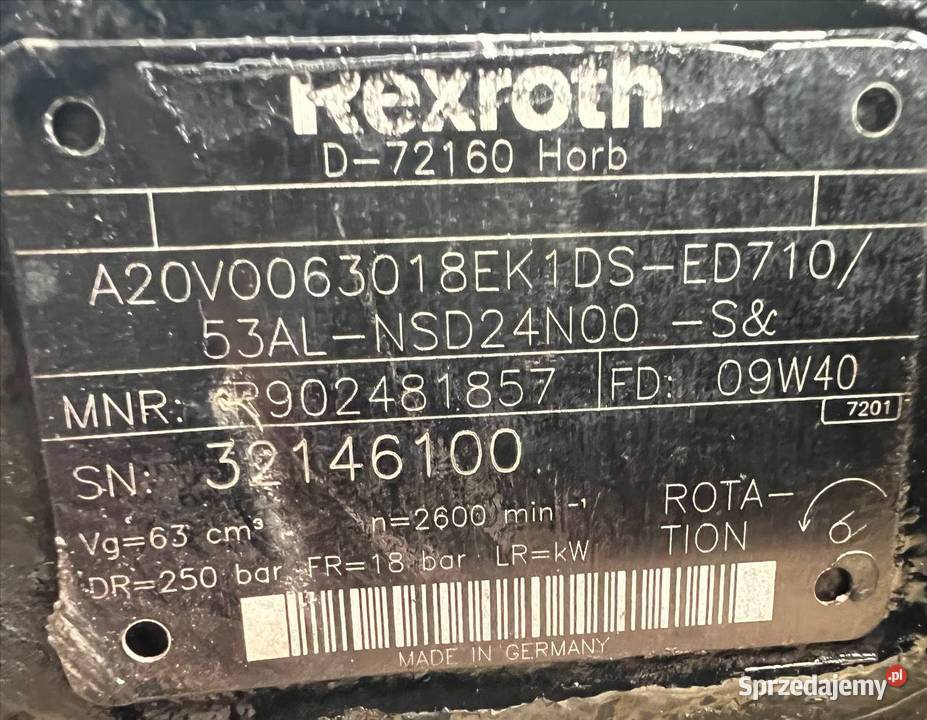 Rexroth
D-72160 Horb
A20VO063018EK1DS-ED710/
53AL-NSD24N00 -S&
MNR: R902481857 FD: 09W40
7201
SN: 32146100
Vg=63 cm³ n=2600 min -1
ROTA-
TION
DR=250 bar FR=18 bar LR=kW
MADE IN GERMANY
Sprzedajemy.pl